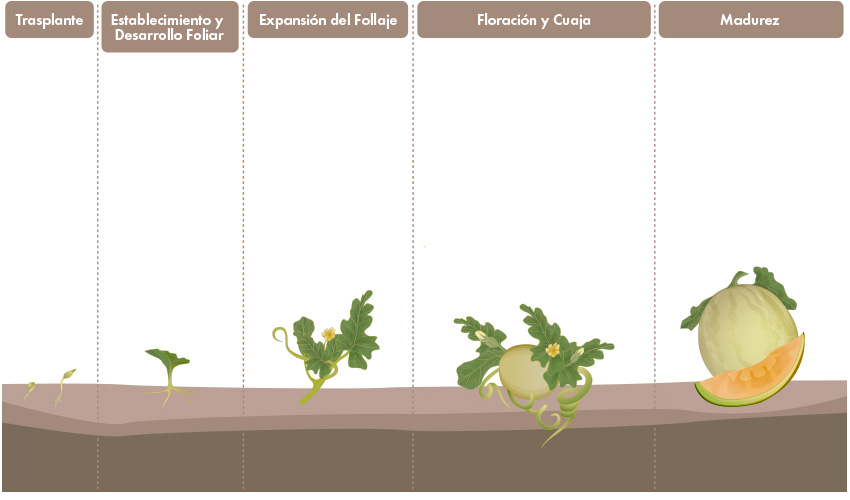 Trasplante
Establecimiento y
Desarrollo Foliar
Expansión del Follaje
Floración y Cuaja
Madurez